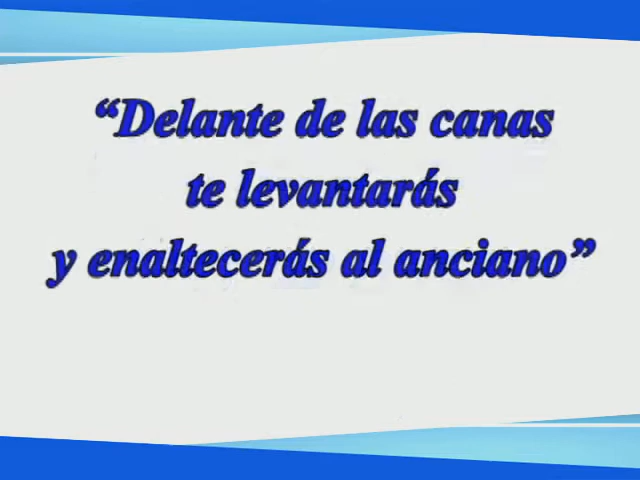 “Delante de las canas
te levantarás
y enaltecerás al anciano”